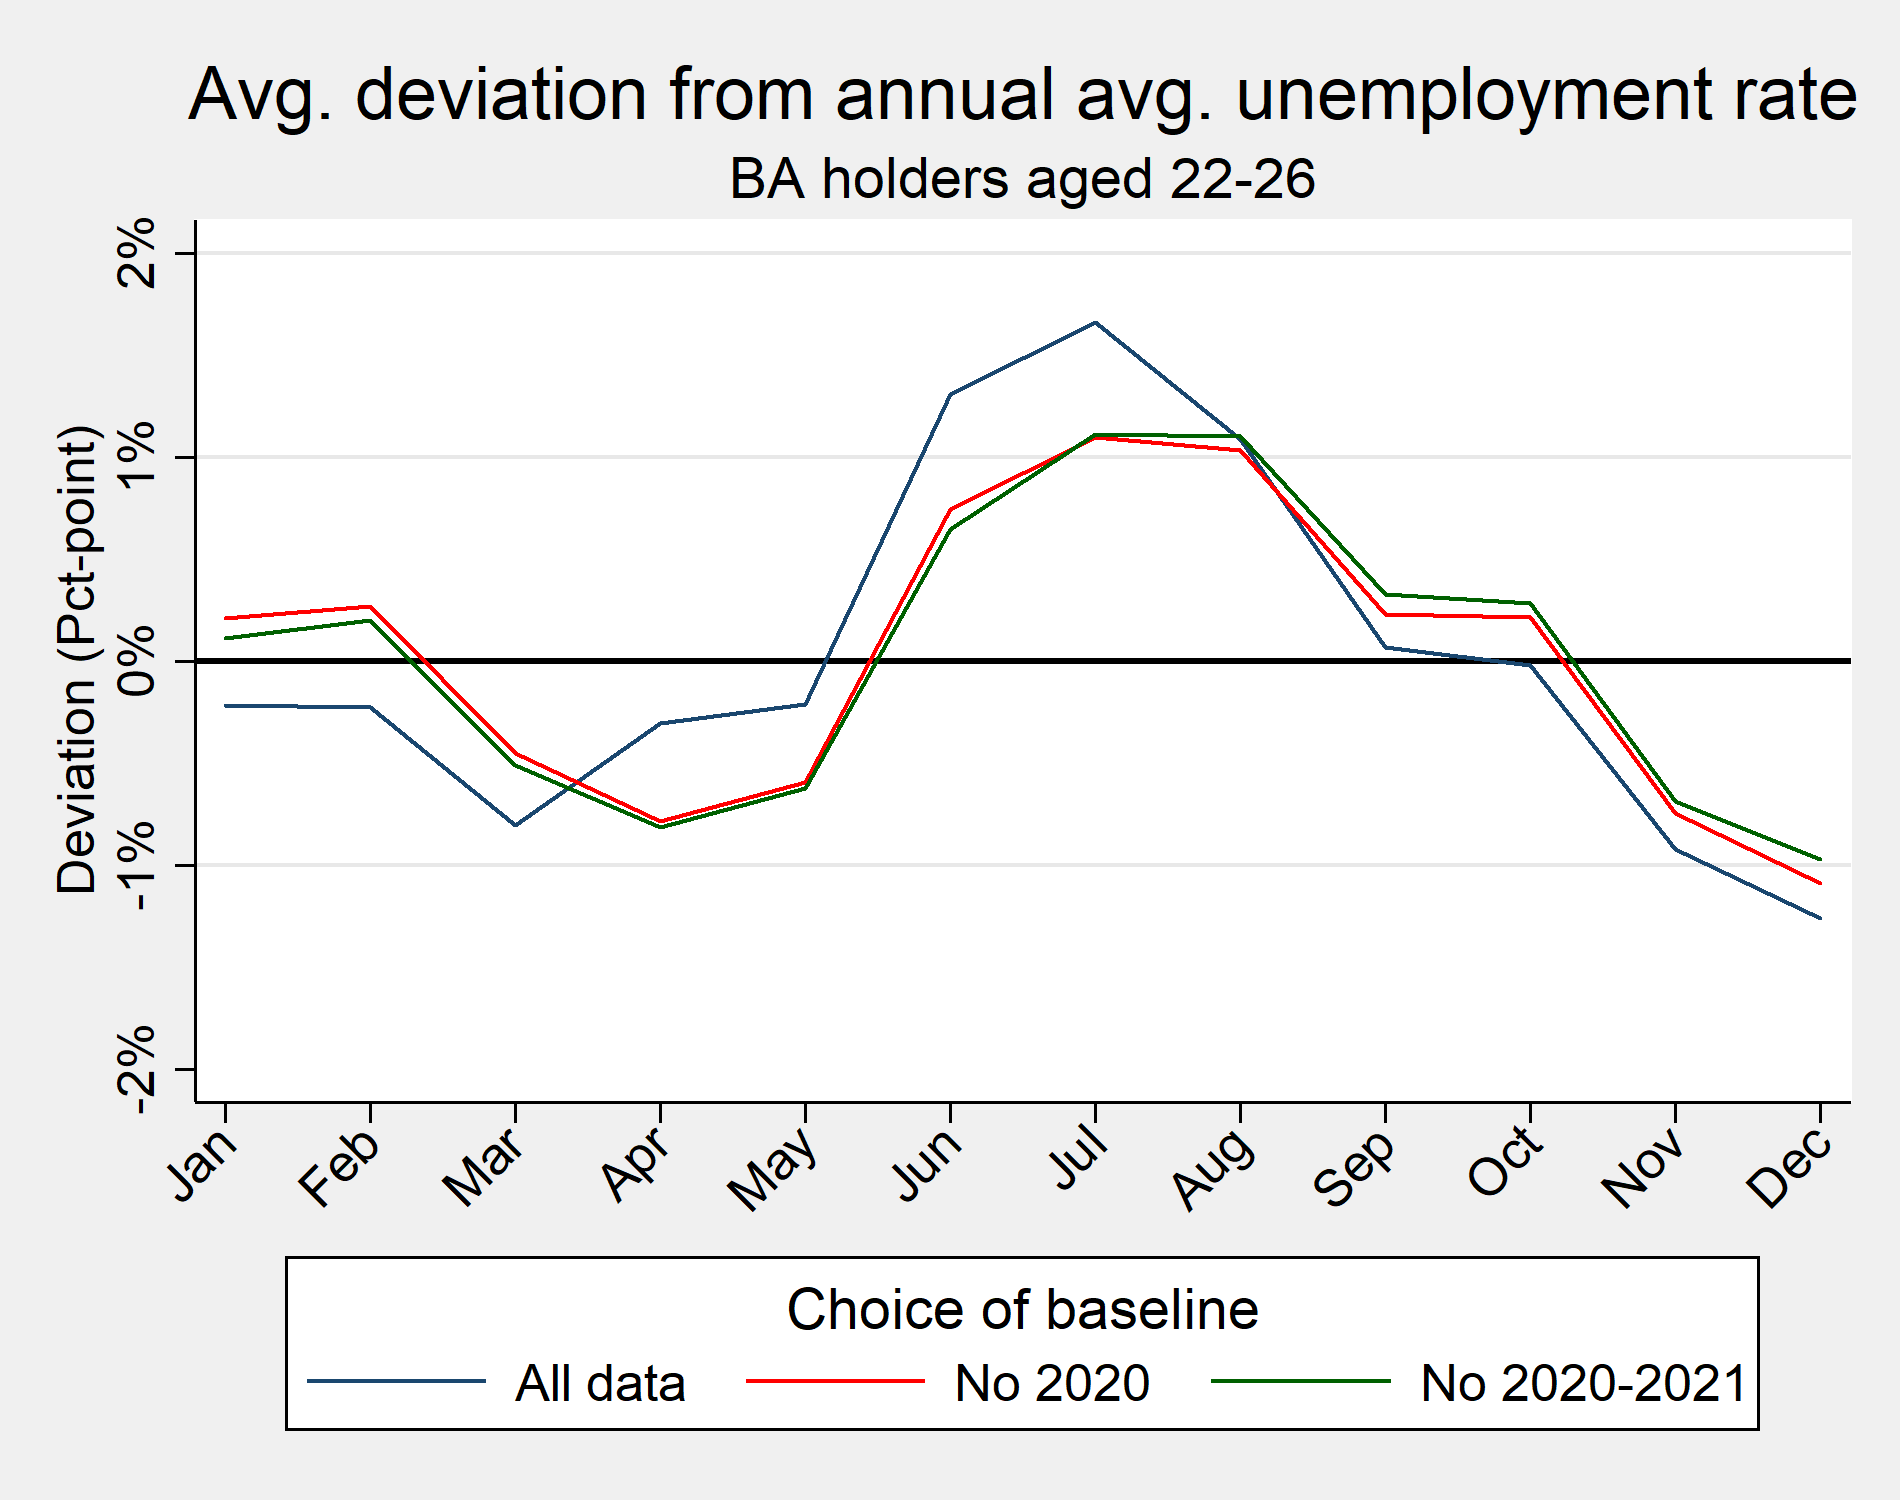 Avg. deviation from annual avg. unemployment rate
BA holders aged 22-26
Deviation (Pct-point)
2%
1%
0%
-1%
-2%
Jan Feb Mar Apr May Jun Jul Aug Sep Oct Nov Dec
Choice of baseline
All data No 2020 No 2020-2021